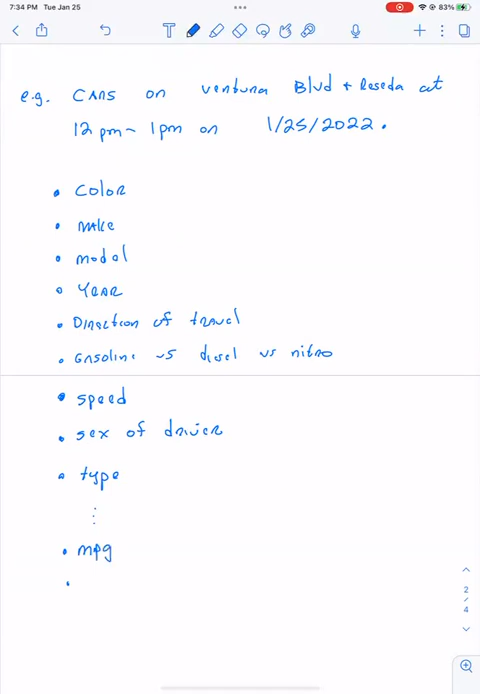 7:34 PM Tue Jan 25
83%
e.g. CARS on Ventura Blvd + Reseda at
12 pm - 1 pm on 1/25/2022.
• COLOR
• MAKE
• model
• YEAR
• Direction of travel
• Gasoline vs diesel vs nitro
• speed
• sex of driver
• type
⋮
• mpg
•
2
/
4